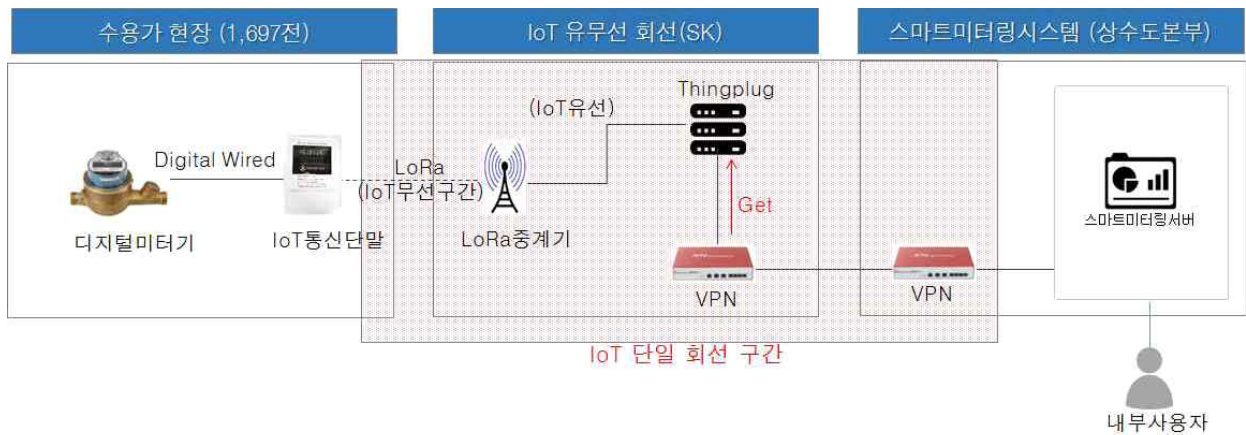 수용가 현장 (1,697전)
IoT 유무선 회선(SK)
스마트미터링시스템 (상수도본부)
Thingplug
(IoT유선)
Digital Wired
LoRa
(IoT무선구간)
Get
디지털미터기
IoT통신단말
LoRa중계기
스마트미터링서버
VPN
VPN
IoT 단일 회선 구간
내부사용자